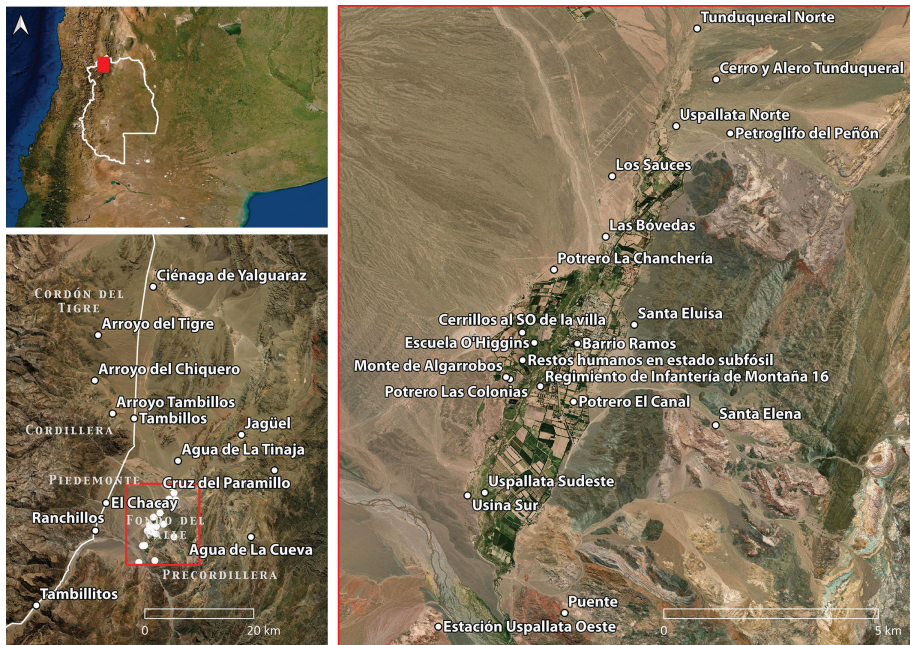 Ciénaga de Yalguaraz
CORDÓN DEL
TIGRE
Arroyo del Tigre
Arroyo del Chiquero
Arroyo Tambillos
Tambillos
CORDILLERA
Jagüel
Agua de La Tinaja
PIEDEMONTE
Cruz del Paramillo
El Chacay
FONDO DEL
VALLE
Ranchillos
Agua de La Cueva
PRECORDILLERA
Tambillitos
0
20 km
Tunduqueral Norte
Cerro y Alero Tunduqueral
Uspallata Norte
Petroglifo del Peñón
Los Sauces
Las Bóvedas
Potrero La Chanchería
Santa Eluisa
Cerrillos al SO de la villa
Escuela O'Higgins
Barrio Ramos
Restos humanos en estado subfósil
Monte de Algarrobos
Regimiento de Infantería de Montaña 16
Potrero Las Colonias
Potrero El Canal
Santa Elena
Uspallata Sudeste
Usina Sur
Puente
Estación Uspallata Oeste
0
5 km